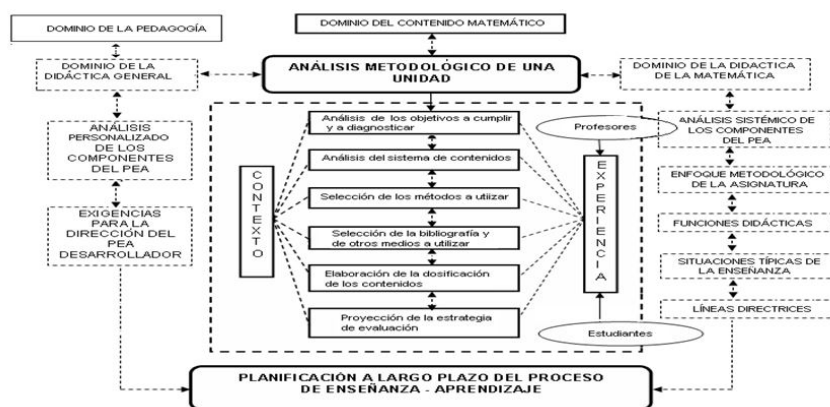 DOMINIO DE LA PEDAGOGÍA
DOMINIO DEL CONTENIDO MATEMÁTICO
DOMINIO DE LA
DIDÁCTICA GENERAL
ANÁLISIS METODOLÓGICO DE UNA
UNIDAD
DOMINIO DE LA DIDACTICA
DE LA MATEMÁTICA
ANÁLISIS
PERSONALIZADO
DE LOS
COMPONENTES
DEL PEA
EXIGENCIAS
PARA LA
DIRECCIÓN DEL
PEA
DESARROLLADOR
CONTEXTO
Análisis de los objetivos a cumplir
y a diagnosticar
Análisis del sistema de contenidos
Selección de los métodos a utiizar
Selección de la bibliografía y
de otros medios a utilizar
Elaboración de la dosificación
de los contenidos
Proyección de la estrategia
de evaluación
Profesores
EXPERIENCIA
Estudiantes
ANÁLISIS SISTÉMICO DE
LOS COMPONENTES
DEL PEA
ENFOQUE METODOLÓGICO
DE LA ASIGNATURA
FUNCIONES DIDÁCTICAS
SITUACIONES TÍPICAS DE
LA ENSEÑANZA
LÍNEAS DIRECTRICES
PLANIFICACIÓN A LARGO PLAZO DEL PROCESO
DE ENSEÑANZA - APRENDIZAJE